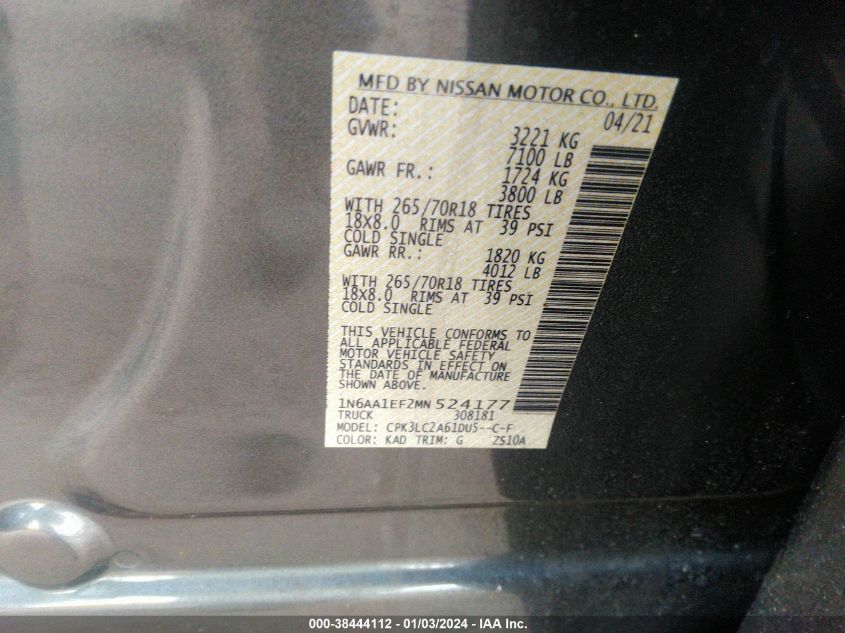 MFD BY NISSAN MOTOR CO., LTD.
DATE: 04/21
GVWR: 3221 KG
7100 LB
GAWR FR.: 1724 KG
3800 LB
WITH 265/70R18 TIRES
18X8.0 RIMS AT 39 PSI
COLD SINGLE
GAWR RR.: 1820 KG
4012 LB
WITH 265/70R18 TIRES
18X8.0 RIMS AT 39 PSI
COLD SINGLE
THIS VEHICLE CONFORMS TO
ALL APPLICABLE FEDERAL
MOTOR VEHICLE SAFETY
STANDARDS IN EFFECT ON
THE DATE OF MANUFACTURE
SHOWN ABOVE.
1N6AA1EF2MN524177
TRUCK 308181
MODEL: CPK3LC2A61DU5--C-F
COLOR: KAD TRIM: G ZS10A
000-38444112 - 01/03/2024 - IAA Inc.